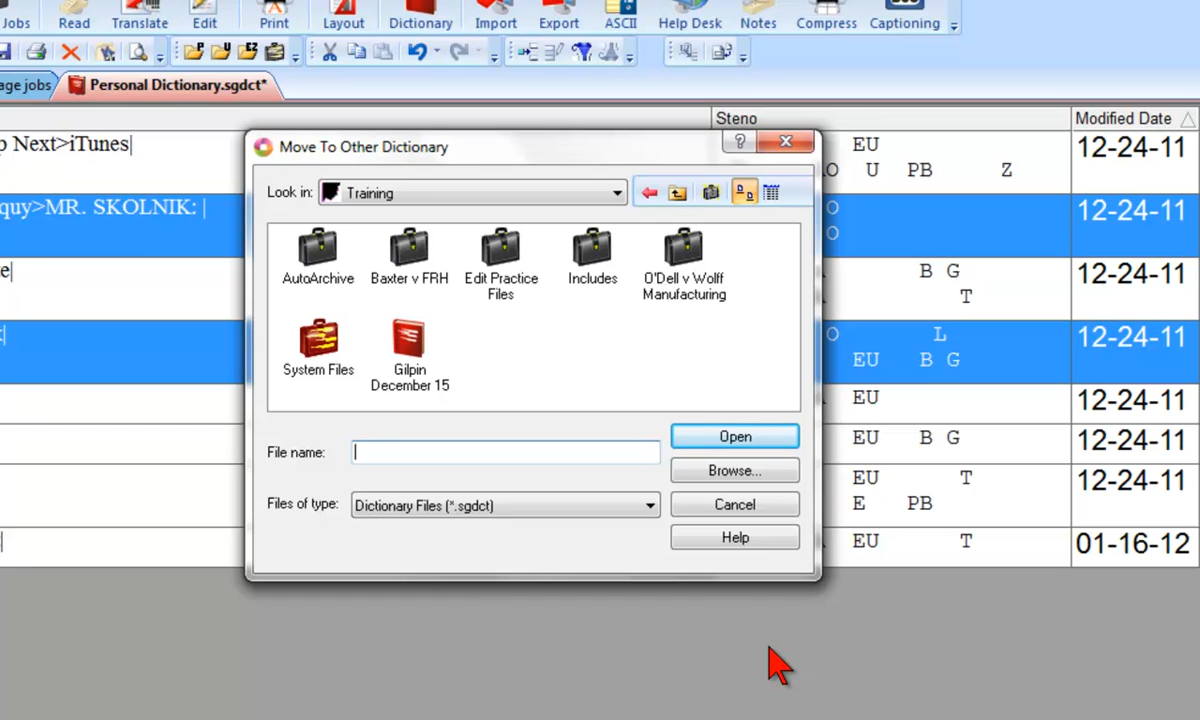 Jobs Read Translate Edit Print Layout Dictionary Import Export ASCII Help Desk Notes Compress Captioning
age jobs Personal Dictionary.sgdct*
Steno Modified Date
p Next>iTunes|
EU 12-24-11
O U PB Z
quy>MR. SKOLNIK: |
O 12-24-11
O
e|
B G 12-24-11
T
O L 12-24-11
EU B G
EU 12-24-11
EU B G 12-24-11
EU T 12-24-11
E PB
EU T 01-16-12
Move To Other Dictionary
Look in: Training
AutoArchive
Baxter v FRH
Edit Practice
Files
Includes
O'Dell v Wolff
Manufacturing
System Files
Gilpin
December 15
File name:
Open
Browse...
Files of type: Dictionary Files (*.sgdct)
Cancel
Help